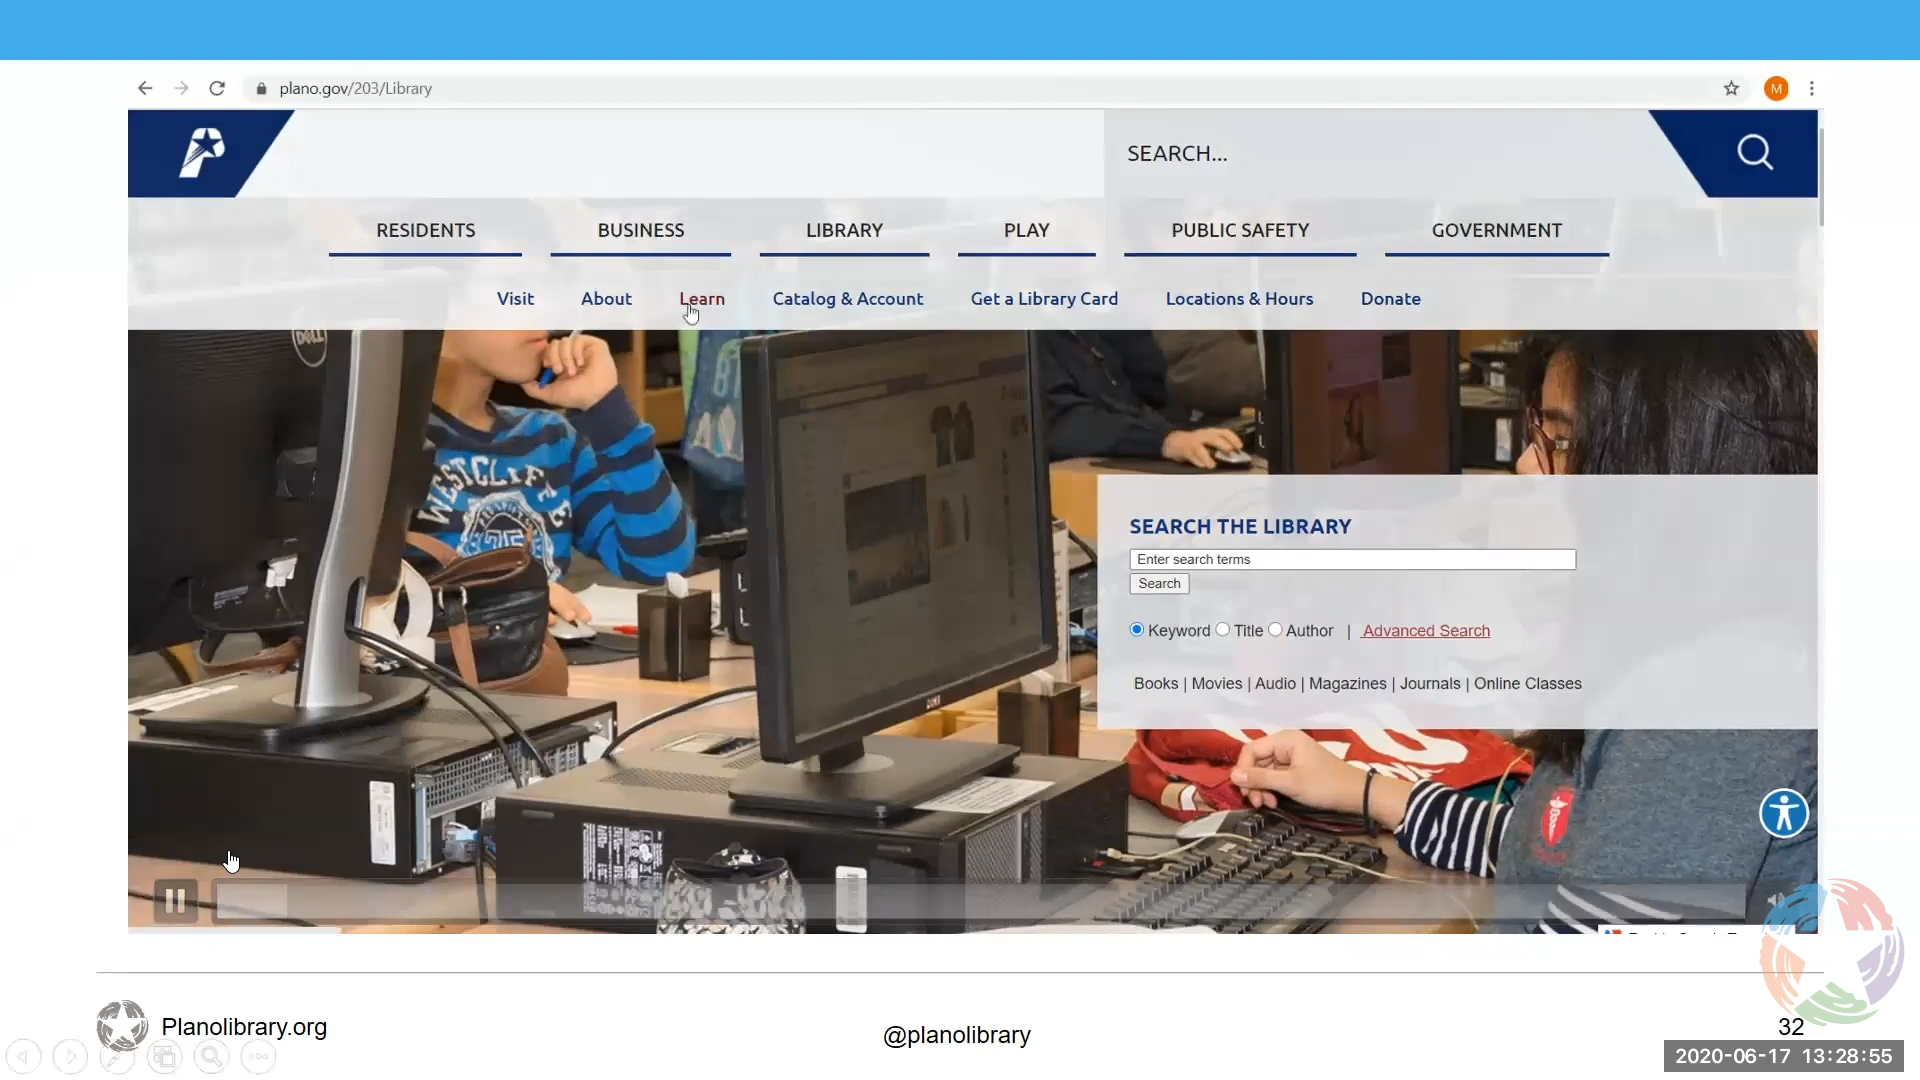 plano.gov/203/Library
M
SEARCH...
RESIDENTS BUSINESS LIBRARY PLAY PUBLIC SAFETY GOVERNMENT
Visit About Learn Catalog & Account Get a Library Card Locations & Hours Donate
DELL
WESTCLIFF
SEARCH THE LIBRARY
Enter search terms
Search
Keyword Title Author | Advanced Search
Books | Movies | Audio | Magazines | Journals | Online Classes
Planolibrary.org
@planolibrary
32
2020-06-17 13:28:55